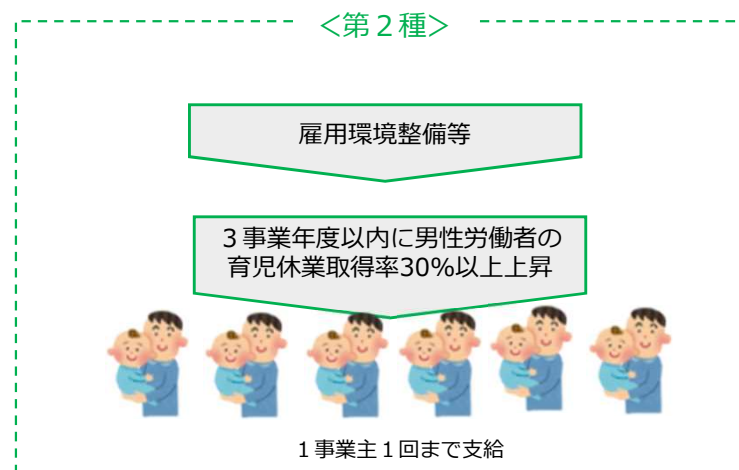 ＜第２種＞
雇用環境整備等
３事業年度以内に男性労働者の
育児休業取得率30%以上上昇
１事業主１回まで支給